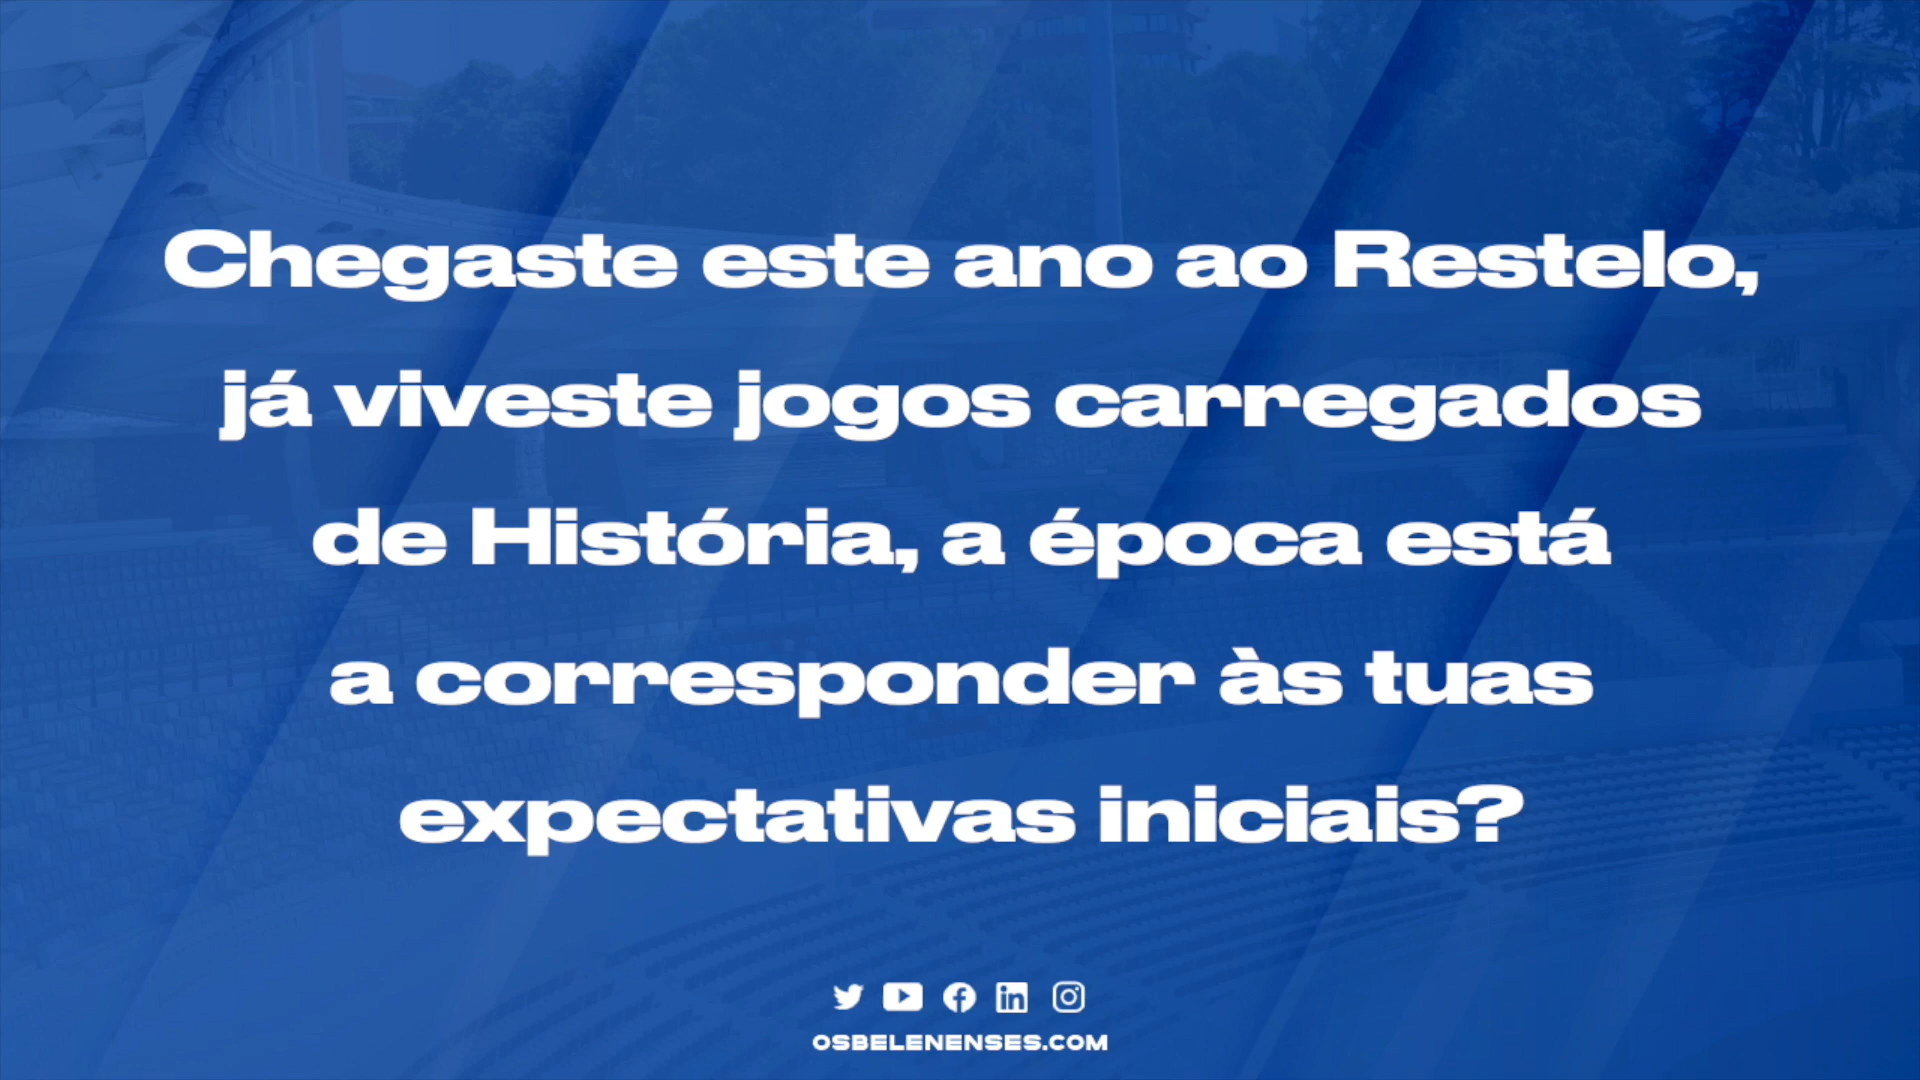 Chegaste este ano ao Restelo,
já viveste jogos carregados
de História, a época está
a corresponder às tuas
expectativas iniciais?
OSBELENENSES.COM